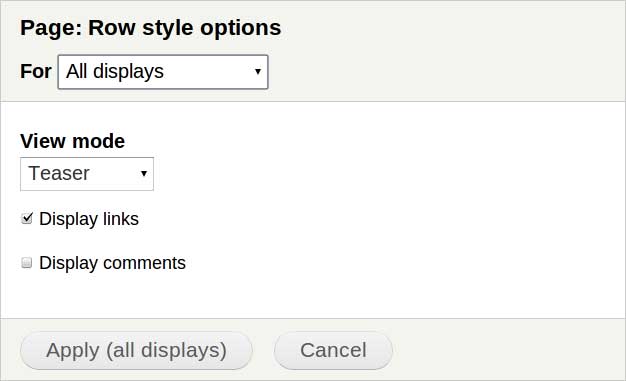 Page: Row style options
For All displays
View mode
Teaser
Display links
Display comments
Apply (all displays) Cancel